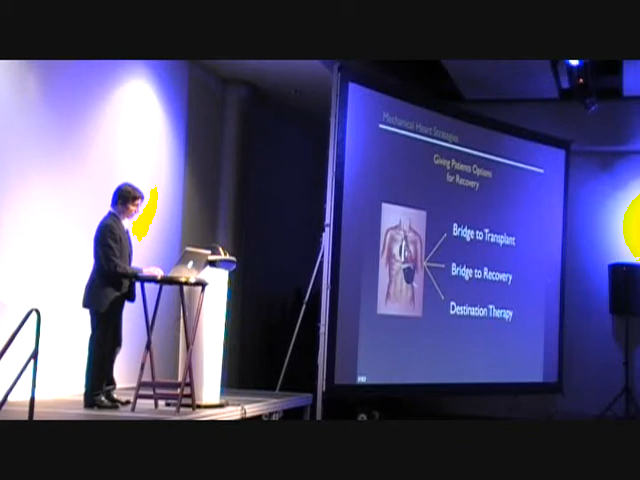 Mechanical Heart Strategies
Giving Patients Options
for Recovery
Bridge to Transplant
Bridge to Recovery
Destination Therapy